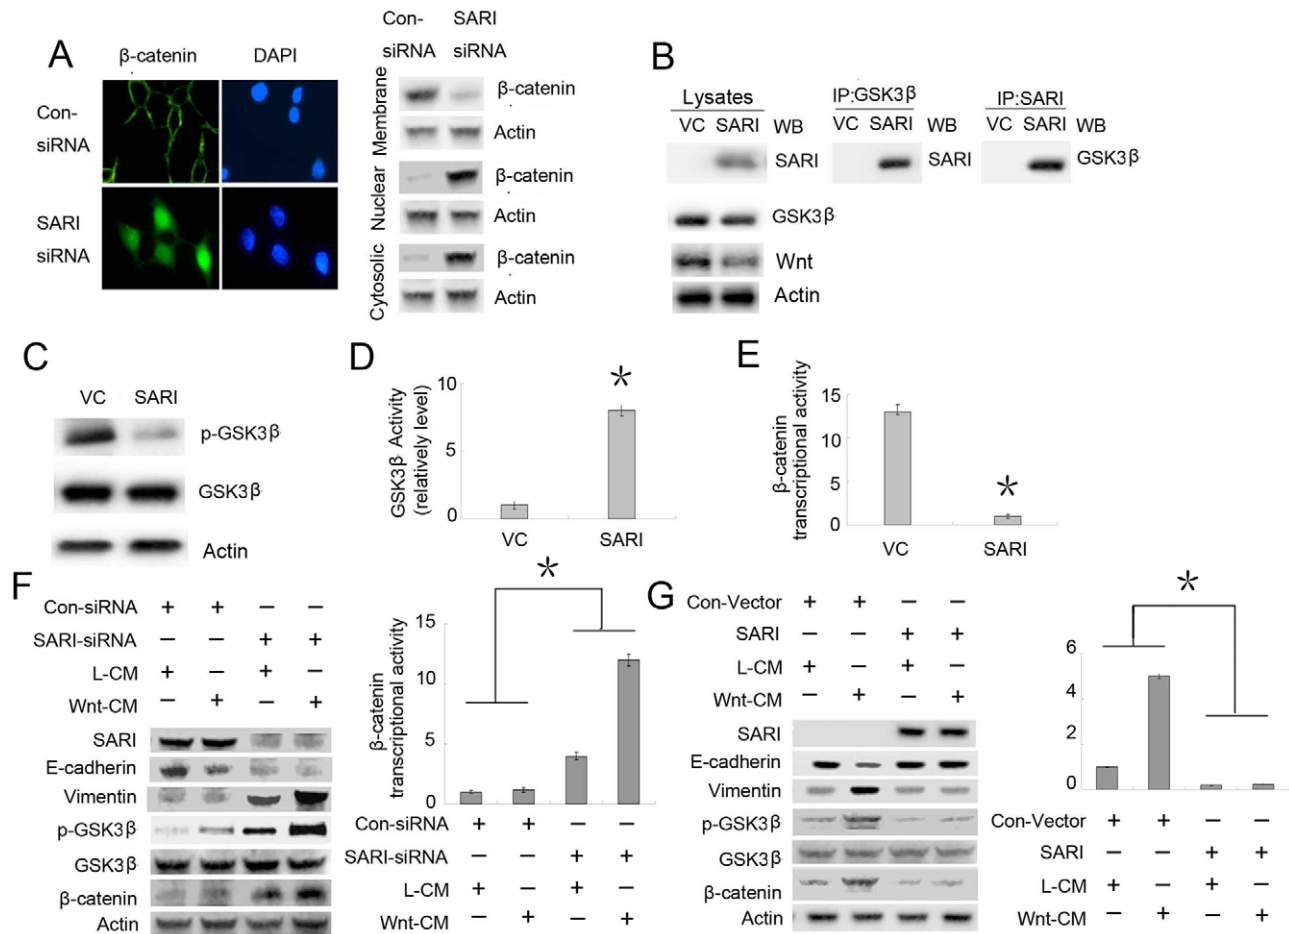 A
β-catenin DAPI
Con-
siRNA
SARI
siRNA
Con- SARI
siRNA siRNA
Membrane
β-catenin
Actin
Nuclear
β-catenin
Actin
Cytosolic
β-catenin
Actin
B
Lysates IP:GSK3β IP:SARI
VC SARI WB VC SARI WB VC SARI WB
SARI SARI GSK3β
GSK3β
Wnt
Actin
C
VC SARI
p-GSK3β
GSK3β
Actin
D
GSK3β Activity
(relatively level)
10
5
0
*
VC SARI
E
β-catenin
transcriptional activity
15
10
5
0
*
VC SARI
F
Con-siRNA + + − −
SARI-siRNA − − + +
L-CM + − + −
Wnt-CM − + − +
SARI
E-cadherin
Vimentin
p-GSK3β
GSK3β
β-catenin
Actin
*
β-catenin
transcriptional activity
15
10
5
0
Con-siRNA + + − −
SARI-siRNA − − + +
L-CM + − + −
Wnt-CM − + − +
G
Con-Vector + + − −
SARI − − + +
L-CM + − + −
Wnt-CM − + − +
SARI
E-cadherin
Vimentin
p-GSK3β
GSK3β
β-catenin
Actin
*
6
4
2
0
Con-Vector + + − −
SARI − − + +
L-CM + − + −
Wnt-CM − + − +